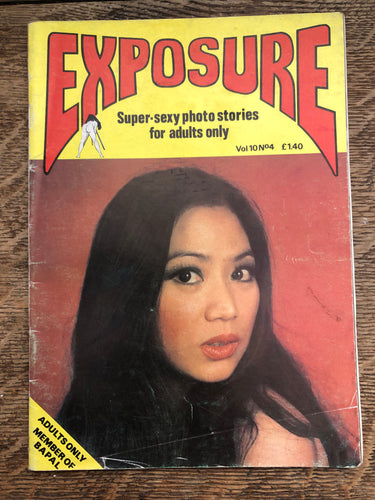 EXPOSURE
Super-sexy photo stories
for adults only
Vol 10 Nº4 £1.40
ADULTS ONLY
MEMBER OF
BAPAL